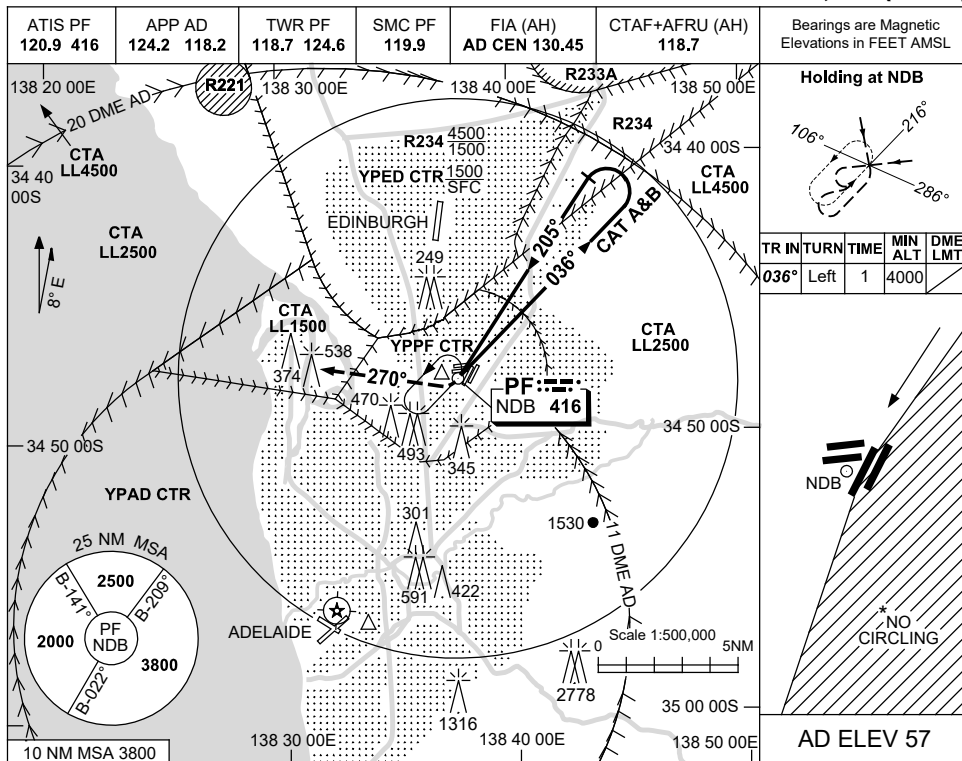 ATIS PF
120.9 416
APP AD
124.2 118.2
TWR PF
118.7 124.6
SMC PF
119.9
FIA (AH)
AD CEN 130.45
CTAF+AFRU (AH)
118.7
Bearings are Magnetic
Elevations in FEET AMSL
138 20 00E
138 30 00E
138 40 00E
138 50 00E
R221
R233A
20 DME AD
CTA
LL4500
34 40
00S
R234 4500
1500
YPED CTR 1500
SFC
R234
34 40 00S
CTA
LL4500
CTA
LL2500
EDINBURGH
249
205°
036°
CAT A&B
8° E
CTA
LL1500
538
374
YPPF CTR
CTA
LL2500
270°
470
PF
NDB 416
493
345
34 50 00S
34 50 00S
YPAD CTR
301
1530
11 DME AD
591
422
25 NM MSA
2500
B-141°
B-209°
2000
PF
NDB
3800
B-022°
ADELAIDE
Scale 1:500,000
0
5NM
2778
1316
35 00 00S
10 NM MSA 3800
138 30 00E
138 40 00E
138 50 00E
Holding at NDB
106°
216°
286°
TR IN TURN TIME MIN ALT DME LMT
036° Left 1 4000
NDB
*NO
CIRCLING
AD ELEV 57